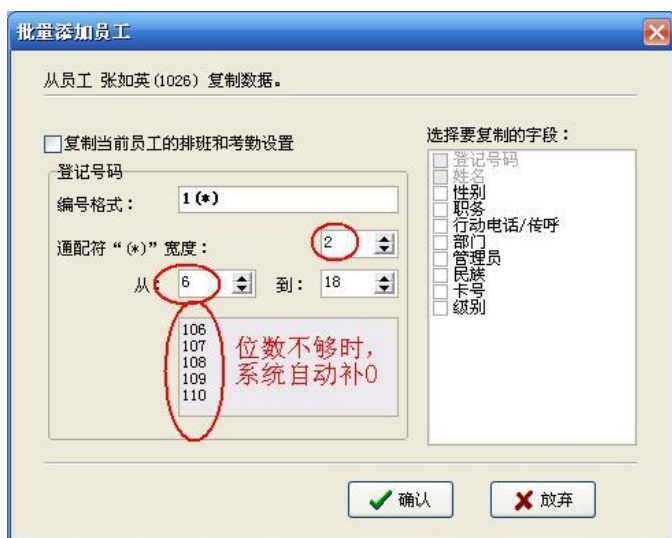 批量添加员工
从员工 张如英(1026) 复制数据。
复制当前员工的排班和考勤设置
登记号码
编号格式： 1(*)
通配符“(*)”宽度： 2
从： 6 到： 18
106
107
108
109
110
位数不够时，
系统自动补0
选择要复制的字段：
登记号码
姓名
性别
职务
行动电话/传呼
部门
管理员
民族
卡号
级别
确认
放弃